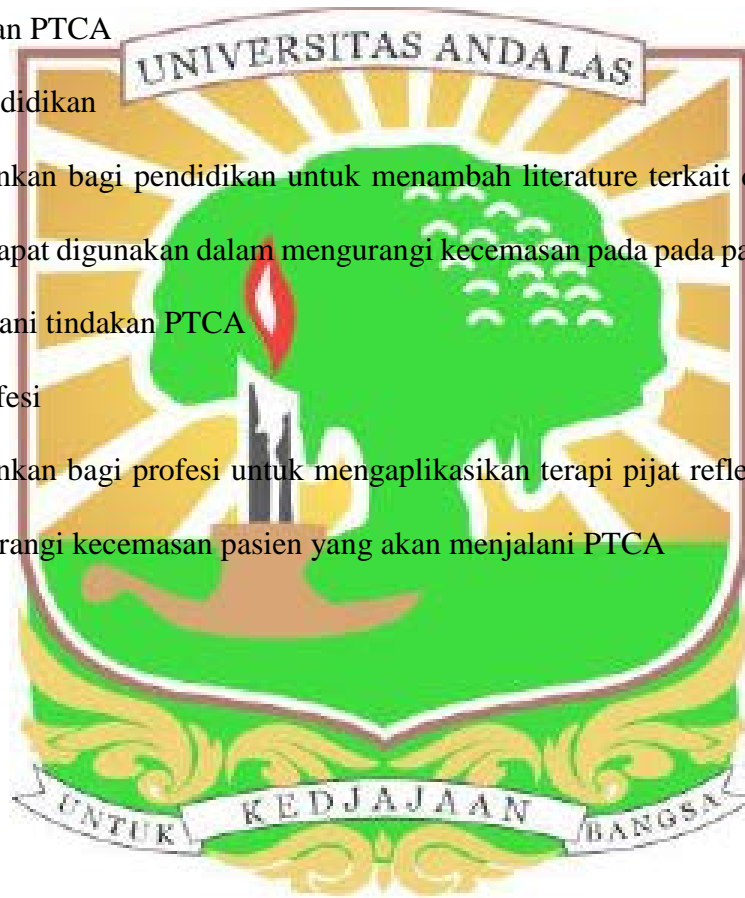 an PTCA
UNIVERSITAS ANDALAS
didikan
nkan bagi pendidikan untuk menambah literature terkait
apat digunakan dalam mengurangi kecemasan pada pada pa
ani tindakan PTCA
fesi
nkan bagi profesi untuk mengaplikasikan terapi pijat refle
rangi kecemasan pasien yang akan menjalani PTCA
UNTUK KEDJAJAAN BANGSA